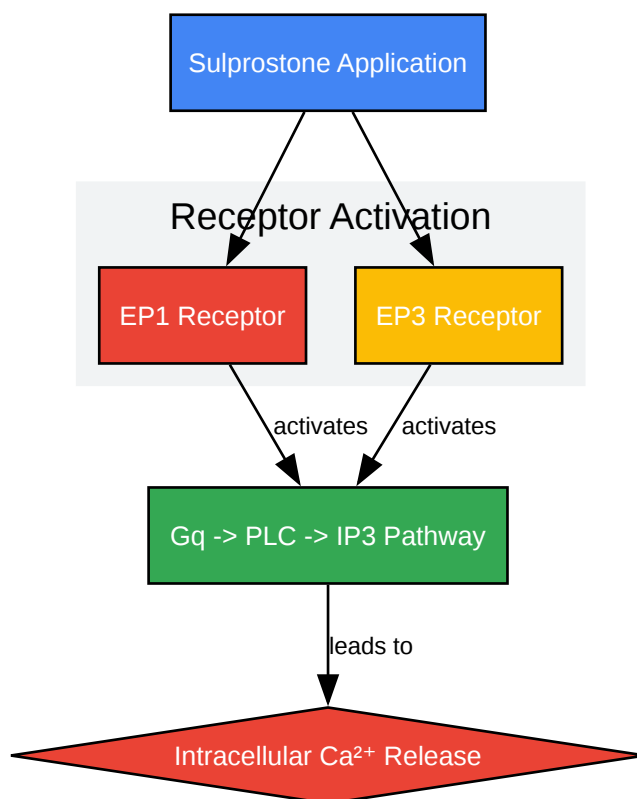 Sulprostone Application
Receptor Activation
EP1 Receptor
EP3 Receptor
activates
activates
Gq -> PLC -> IP3 Pathway
leads to
Intracellular Ca²⁺ Release